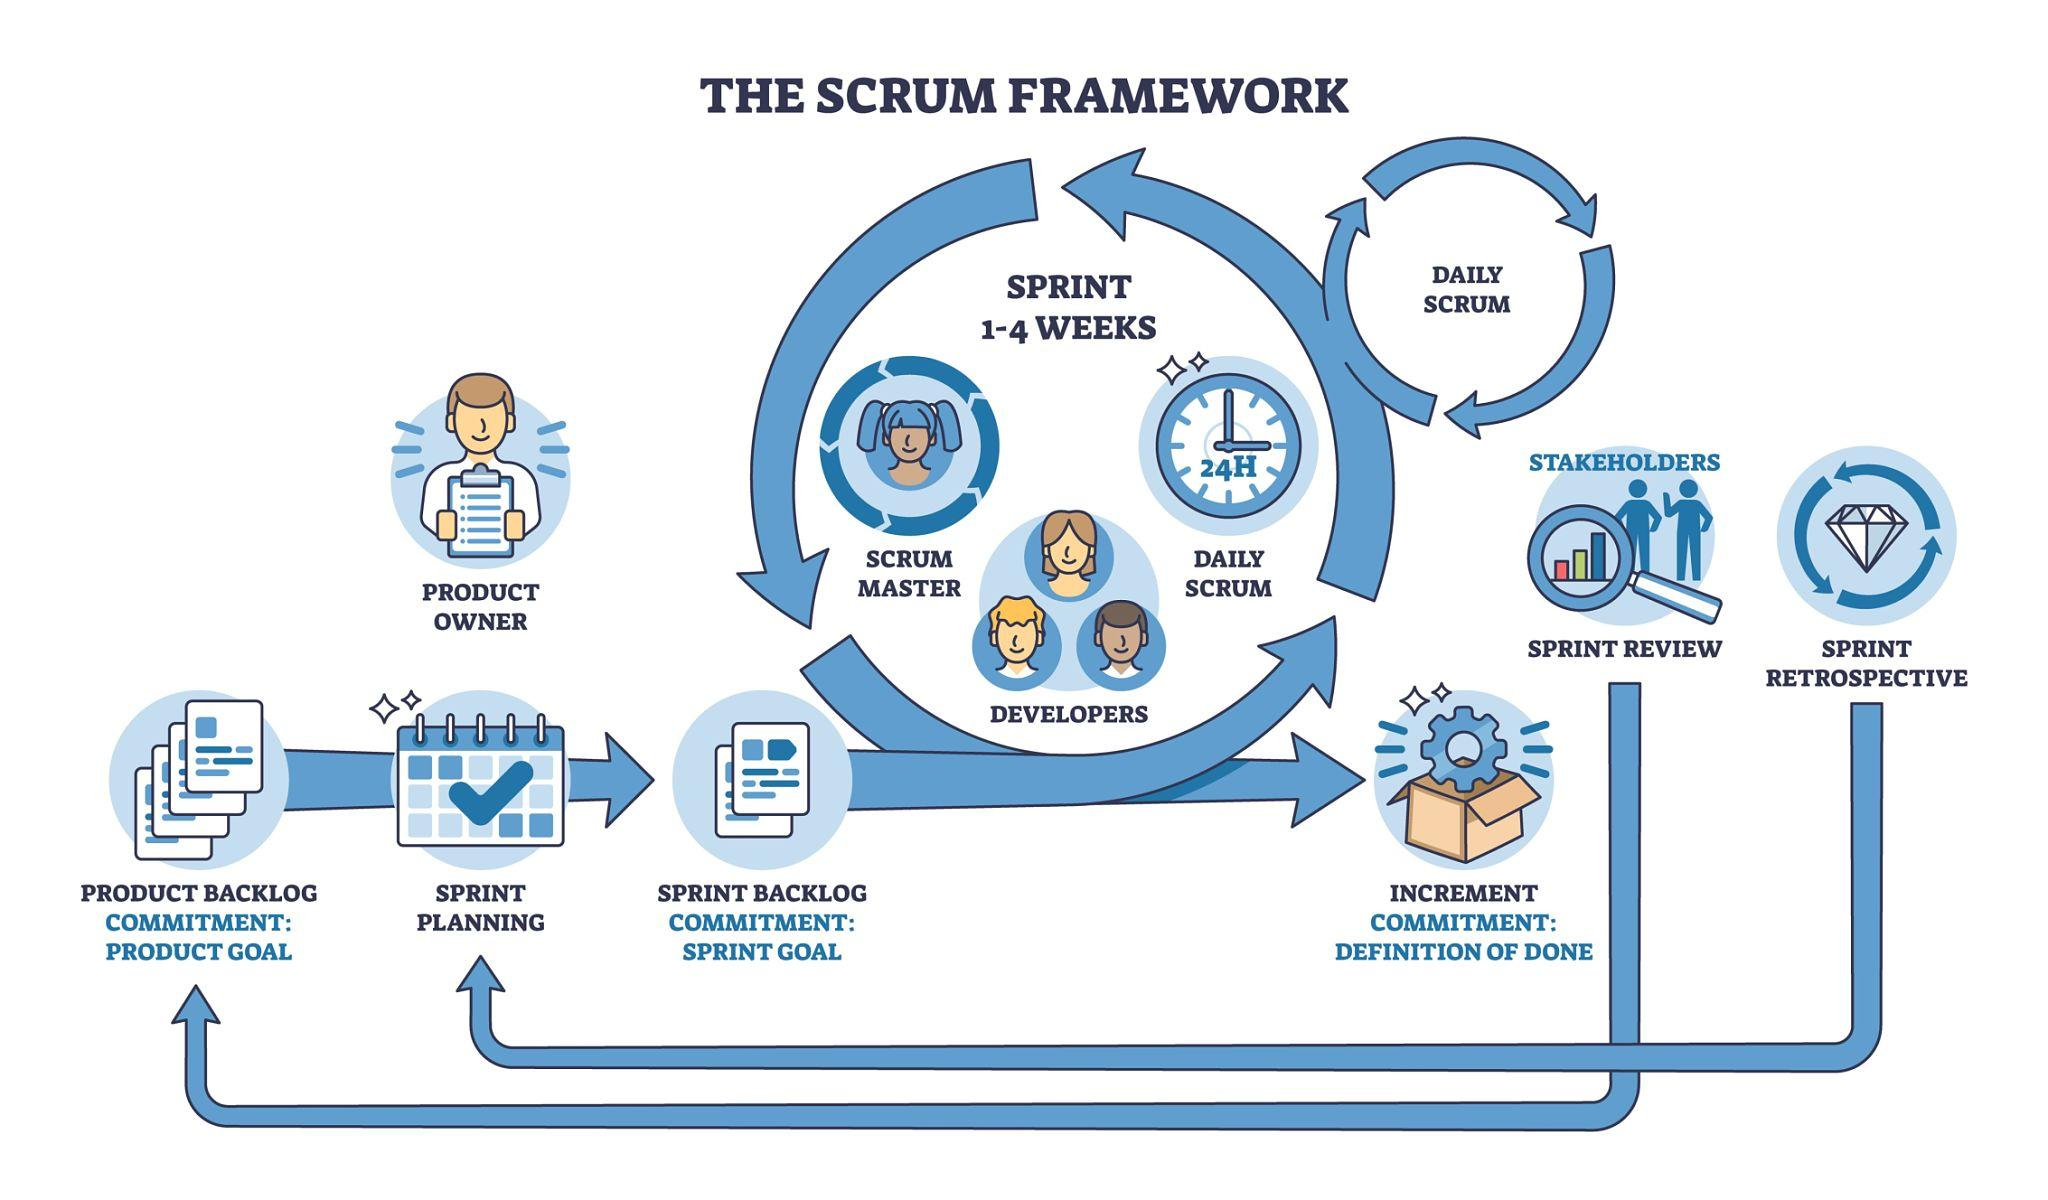 THE SCRUM FRAMEWORK
SPRINT
1-4 WEEKS
DAILY
SCRUM
24H
SCRUM
MASTER
DAILY
SCRUM
DEVELOPERS
PRODUCT
OWNER
STAKEHOLDERS
SPRINT REVIEW
SPRINT
RETROSPECTIVE
PRODUCT BACKLOG
COMMITMENT:
PRODUCT GOAL
SPRINT
PLANNING
SPRINT BACKLOG
COMMITMENT:
SPRINT GOAL
INCREMENT
COMMITMENT:
DEFINITION OF DONE